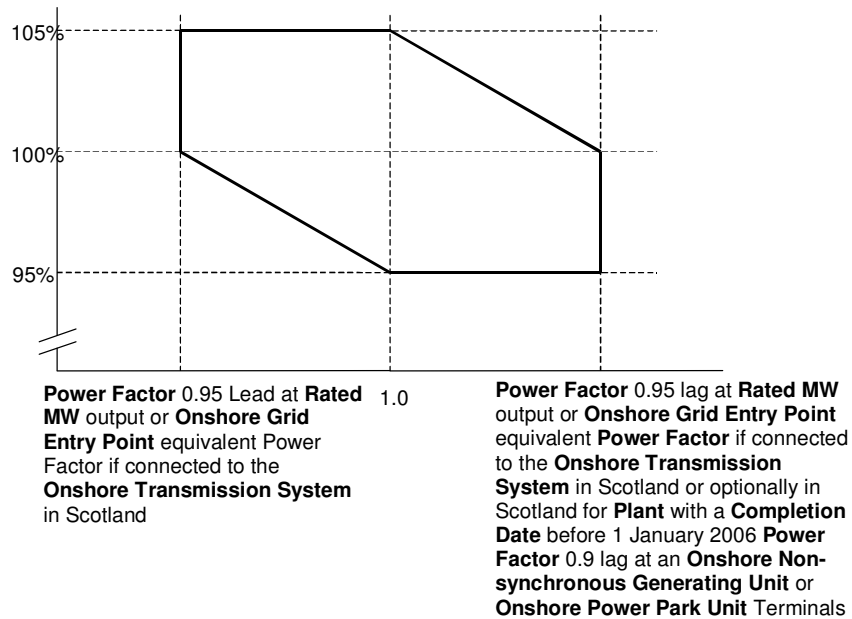 105%
100%
95%
Power Factor 0.95 Lead at Rated
MW output or Onshore Grid
Entry Point equivalent Power
Factor if connected to the
Onshore Transmission System
in Scotland
1.0
Power Factor 0.95 lag at Rated MW
output or Onshore Grid Entry Point
equivalent Power Factor if connected
to the Onshore Transmission
System in Scotland or optionally in
Scotland for Plant with a Completion
Date before 1 January 2006 Power
Factor 0.9 lag at an Onshore Non-
synchronous Generating Unit or
Onshore Power Park Unit Terminals